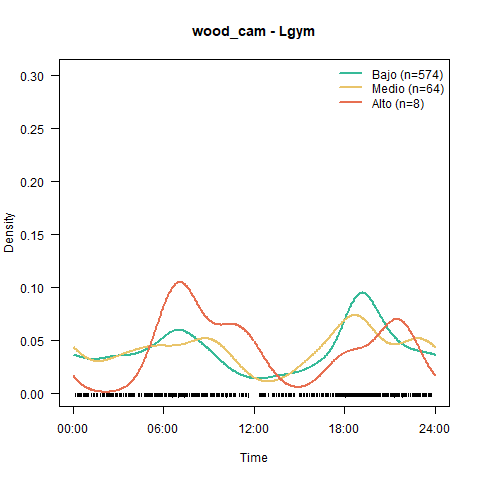 wood_cam - Lgym
Bajo (n=574)
Medio (n=64)
Alto (n=8)
0.30
0.25
0.20
0.15
0.10
0.05
0.00
Density
00:00 06:00 12:00 18:00 24:00
Time